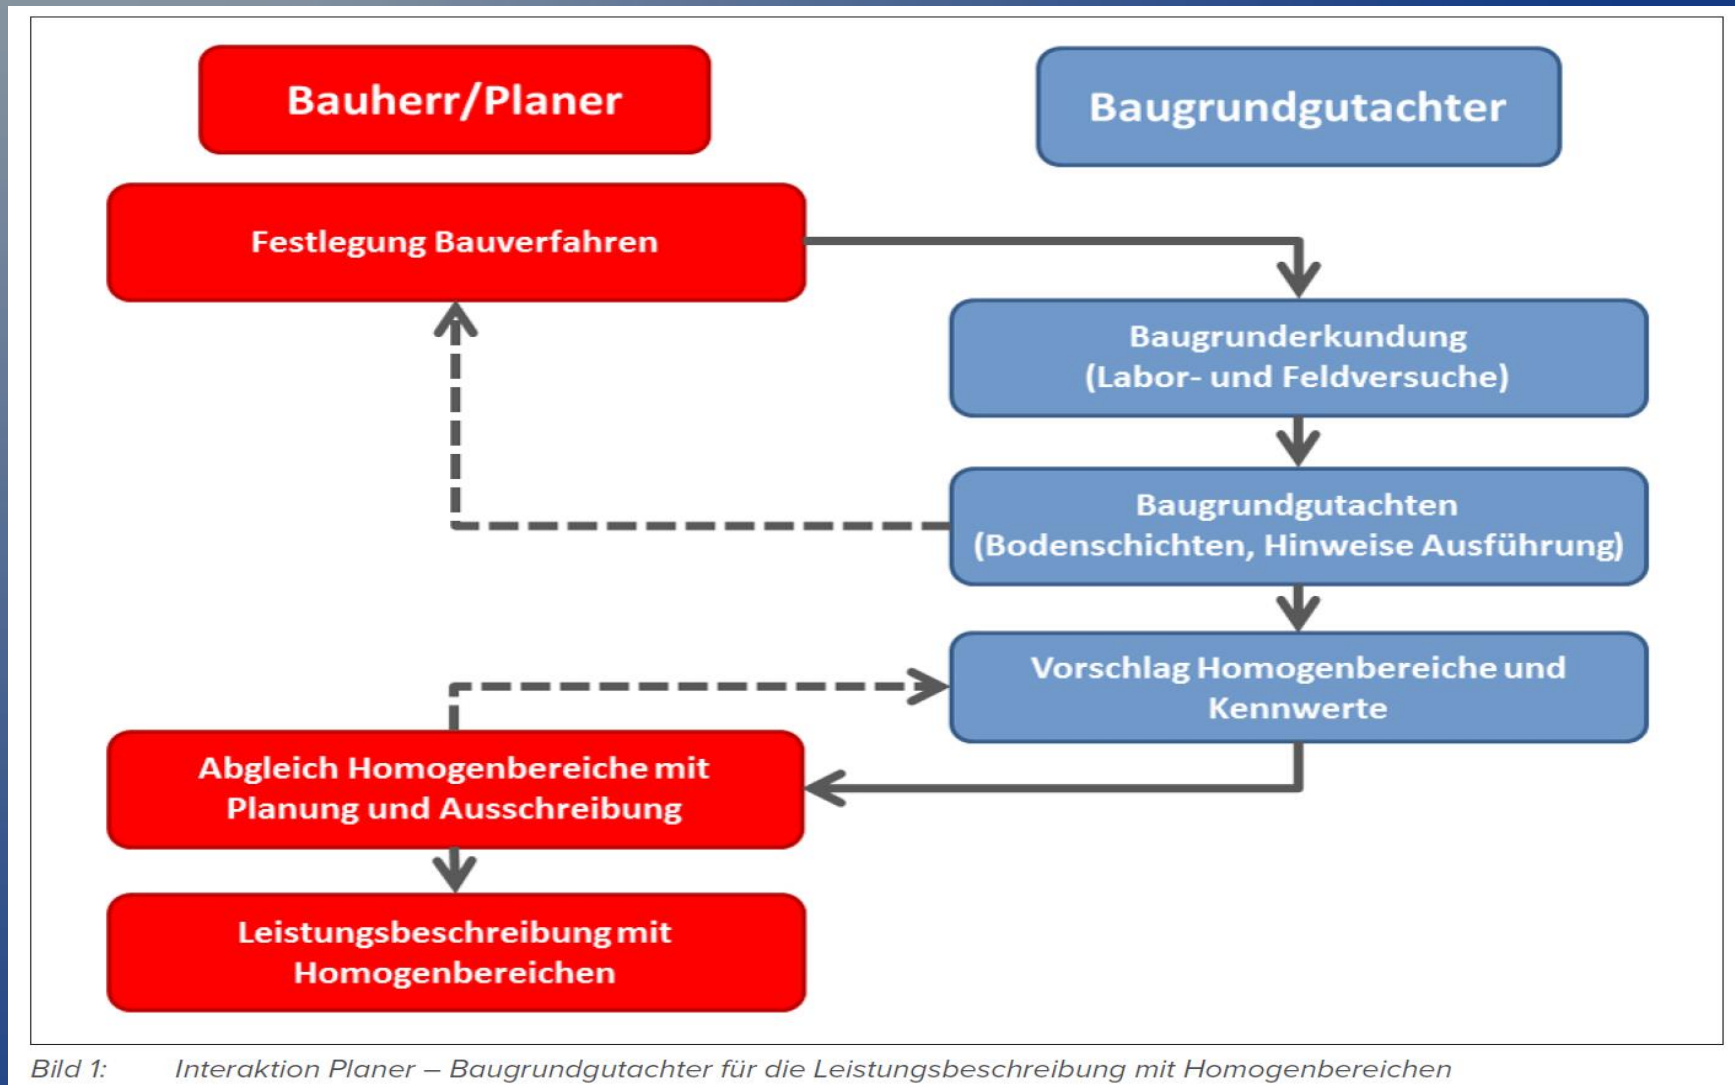 Bauherr/Planer
Baugrundgutachter
Festlegung Bauverfahren
Baugrunderkundung
(Labor- und Feldversuche)
Baugrundgutachten
(Bodenschichten, Hinweise Ausführung)
Vorschlag Homogenbereiche und
Kennwerte
Abgleich Homogenbereiche mit
Planung und Ausschreibung
Leistungsbeschreibung mit
Homogenbereichen
Bild 1: Interaktion Planer – Baugrundgutachter für die Leistungsbeschreibung mit Homogenbereichen